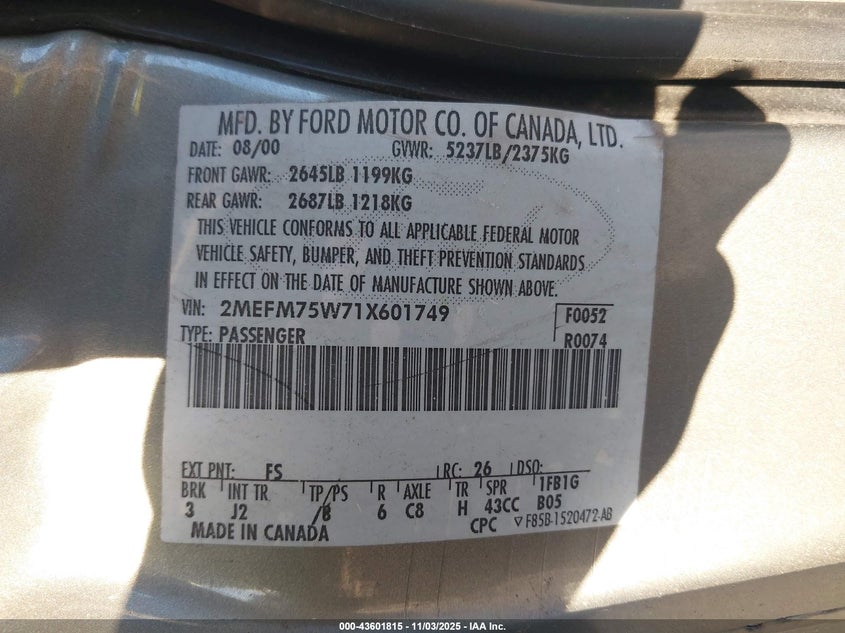 MFD. BY FORD MOTOR CO. OF CANADA, LTD.
DATE: 08/00 GVWR: 5237LB/2375KG
FRONT GAWR: 2645LB 1199KG
REAR GAWR: 2687LB 1218KG
THIS VEHICLE CONFORMS TO ALL APPLICABLE FEDERAL MOTOR
VEHICLE SAFETY, BUMPER, AND THEFT PREVENTION STANDARDS
IN EFFECT ON THE DATE OF MANUFACTURE SHOWN ABOVE.
VIN: 2MEFM75W71X601749 F0052
TYPE: PASSENGER R0074
EXT PNT: FS RC: 26 DSO:
BRK INT TR TP/PS R AXLE TR SPR 1FB1G
3 J2 /B 6 C8 H 43CC B05
MADE IN CANADA CPC ▽F85B-1520472-AB
000-43601815 - 11/03/2025 - IAA Inc.